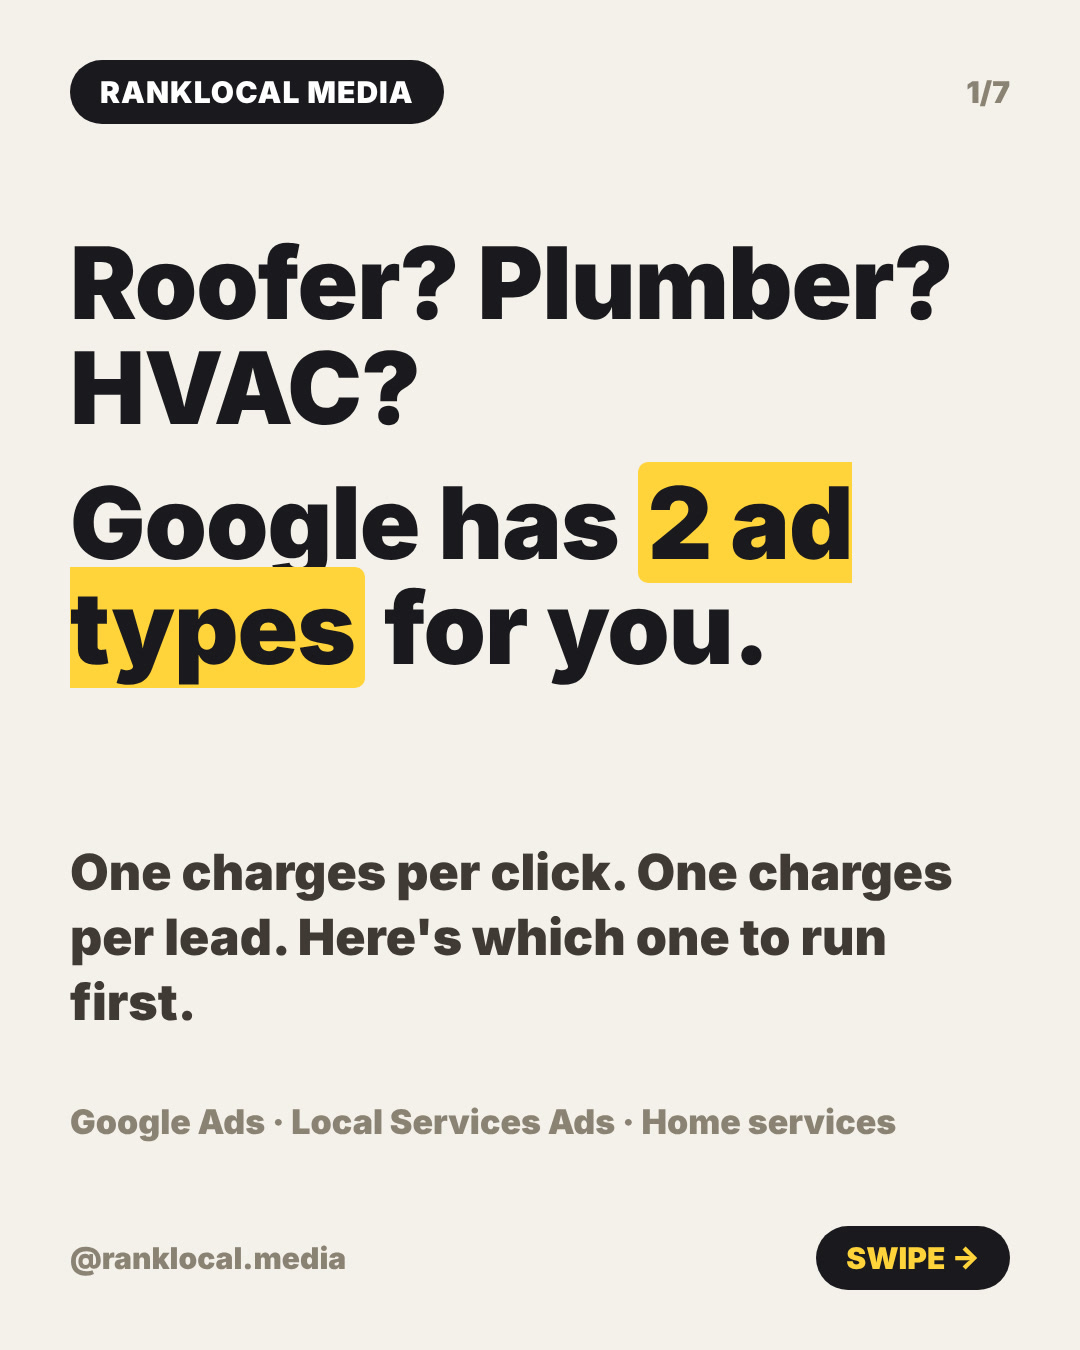 RANKLOCAL MEDIA
1/7
Roofer? Plumber?
HVAC?
Google has 2 ad
types for you.
One charges per click. One charges
per lead. Here's which one to run
first.
Google Ads · Local Services Ads · Home services
@ranklocal.media
SWIPE →